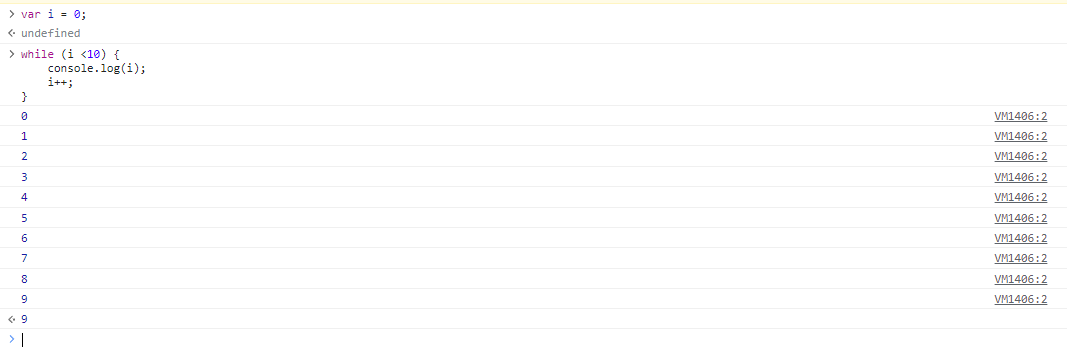 var i = 0;
undefined
while (i <10) {
    console.log(i);
    i++;
}
0 VM1406:2
1 VM1406:2
2 VM1406:2
3 VM1406:2
4 VM1406:2
5 VM1406:2
6 VM1406:2
7 VM1406:2
8 VM1406:2
9 VM1406:2
9